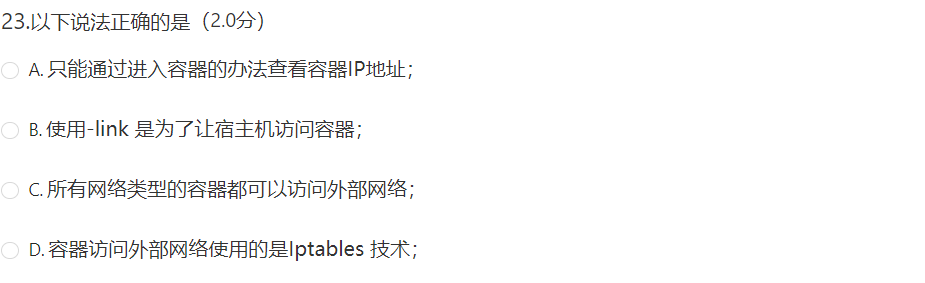 23.以下说法正确的是（2.0分）
A. 只能通过进入容器的办法查看容器IP地址；
B. 使用-link 是为了让宿主机访问容器；
C. 所有网络类型的容器都可以访问外部网络；
D. 容器访问外部网络使用的是Iptables 技术；